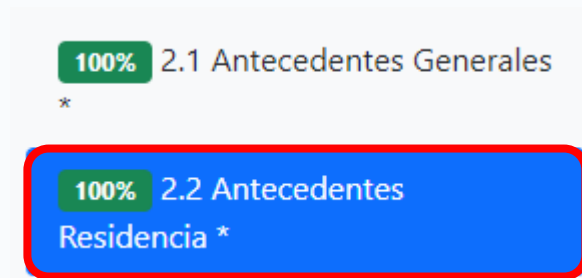 100% 2.1 Antecedentes Generales
*
100% 2.2 Antecedentes
Residencia *